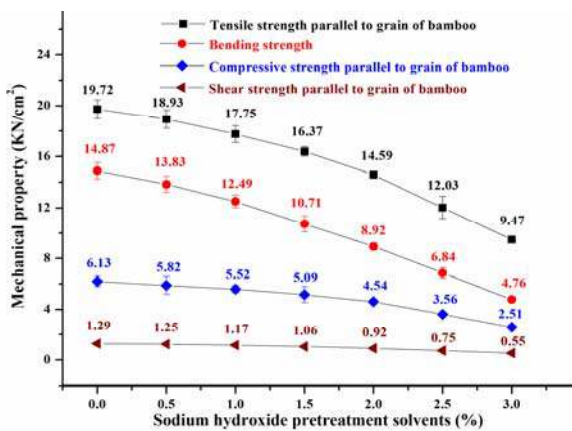 Tensile strength parallel to grain of bamboo
Bending strength
Compressive strength parallel to grain of bamboo
Shear strength parallel to grain of bamboo
Mechanical property (KN/cm²)
24
20
16
12
8
4
0
19.72 18.93 17.75 16.37 14.59 12.03 9.47
14.87 13.83 12.49 10.71 8.92 6.84 4.76
6.13 5.82 5.52 5.09 4.54 3.56 2.51
1.29 1.25 1.17 1.06 0.92 0.75 0.55
0.0 0.5 1.0 1.5 2.0 2.5 3.0
Sodium hydroxide pretreatment solvents (%)